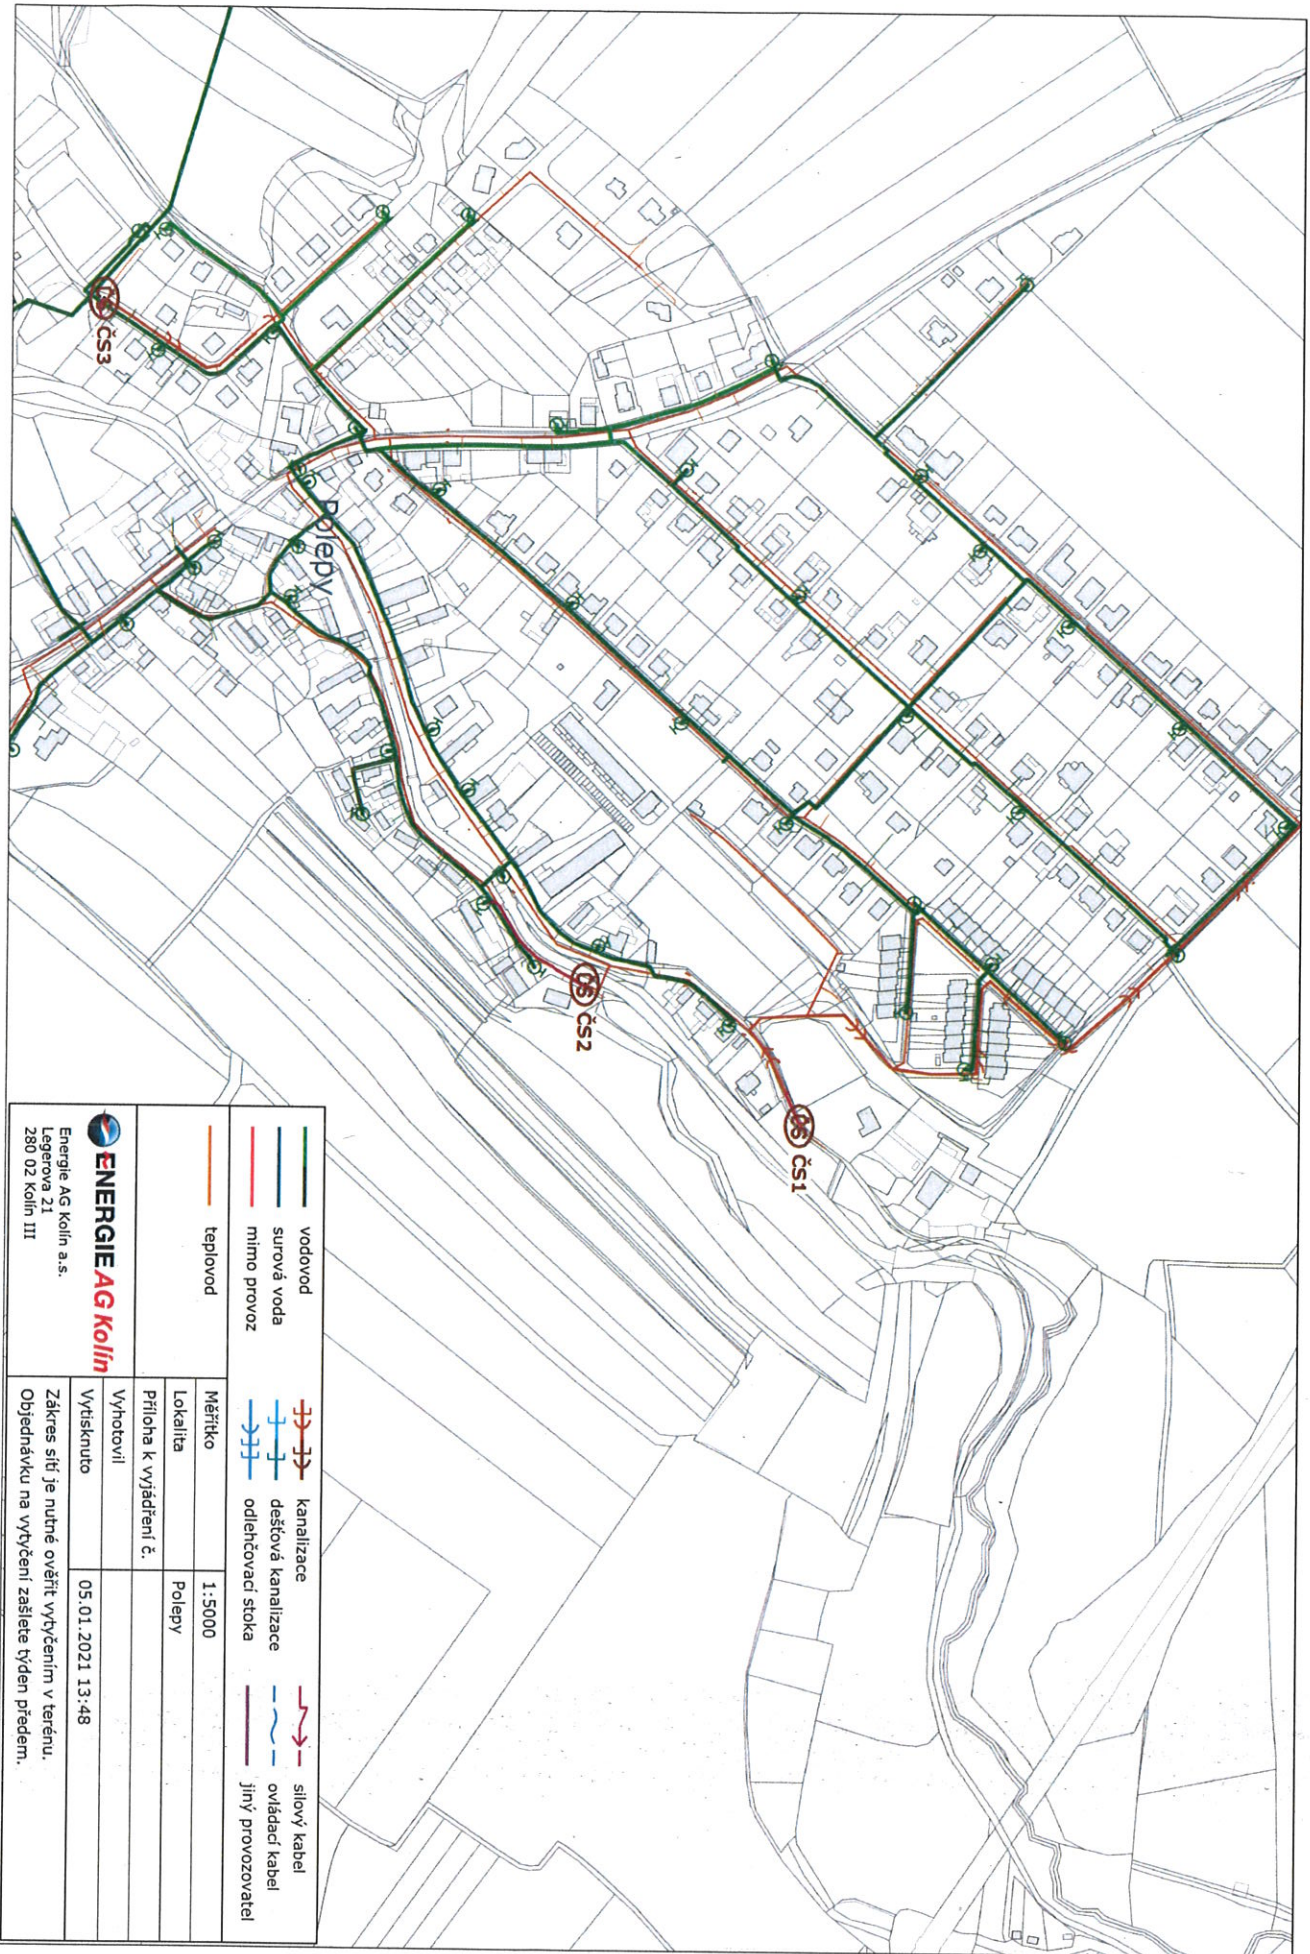 Polepy
ČS ČS1
ČS ČS2
ČS ČS3
vodovod
surová voda
mimo provoz
teplovod
kanalizace
dešťová kanalizace
odlehčovací stoka
silový kabel
ovládací kabel
jiný provozovatel
ENERGIE AG Kolín
Energie AG Kolín a.s.
Legerova 21
280 02 Kolín III
Měřítko 1:5000
Lokalita Polepy
Příloha k vyjádření č.
Vyhotovil
Vytisknuto 05.01.2021 13:48
Zákres sítí je nutné ověřit vytyčením v terénu.
Objednávku na vytyčení zašlete týden předem.